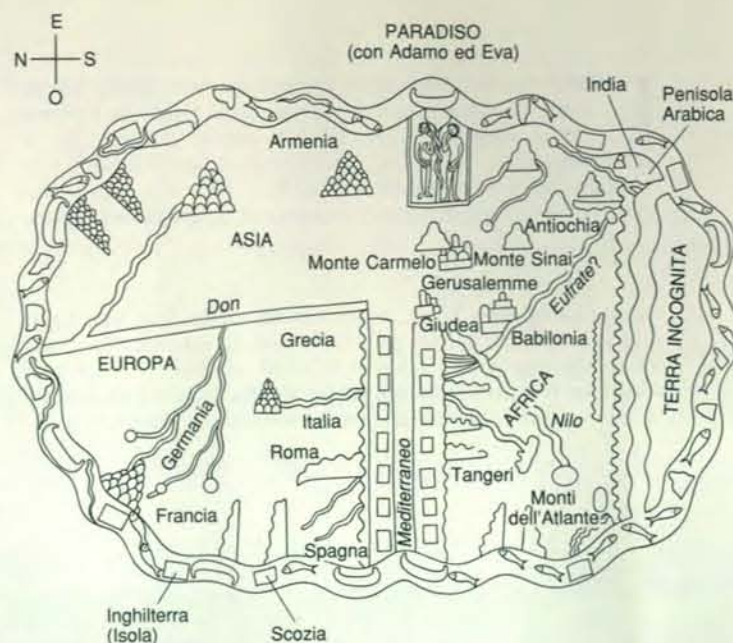 E
N S
O
PARADISO
(con Adamo ed Eva)
India
Penisola
Arabica
Armenia
ASIA
Antiochia
Monte Carmelo
Monte Sinai
Gerusalemme
Eufrate?
Don
Giudea
Grecia
Babilonia
EUROPA
TERRA INCOGNITA
AFRICA
Germania
Italia
Nilo
Roma
Mediterraneo
Tangeri
Francia
Monti
dell'Atlante
Spagna
Inghilterra
(Isola)
Scozia